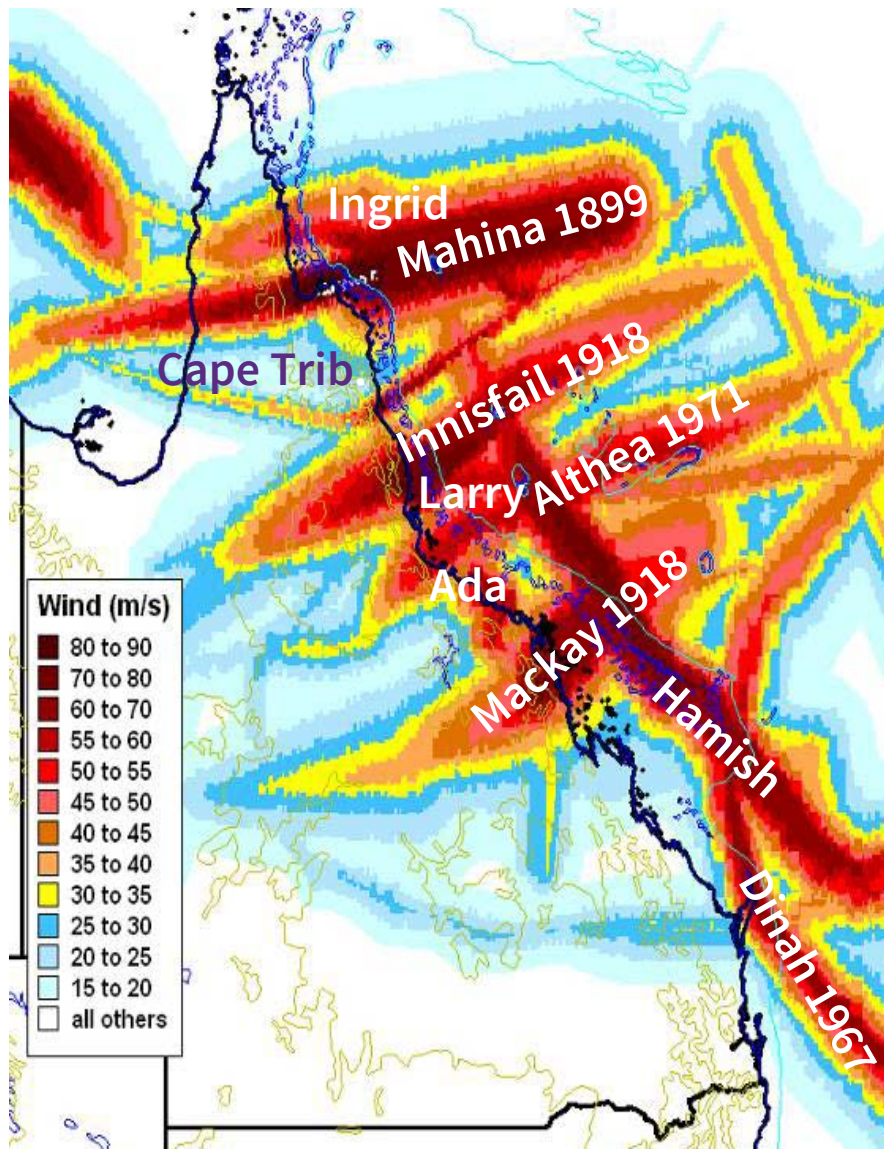 Ingrid
Mahina 1899
Cape Trib
Innisfail 1918
Larry
Althea 1971
Ada
Mackay 1918
Hamish
Dinah 1967
Wind (m/s)
80 to 90
70 to 80
60 to 70
55 to 60
50 to 55
45 to 50
40 to 45
35 to 40
30 to 35
25 to 30
20 to 25
15 to 20
all others